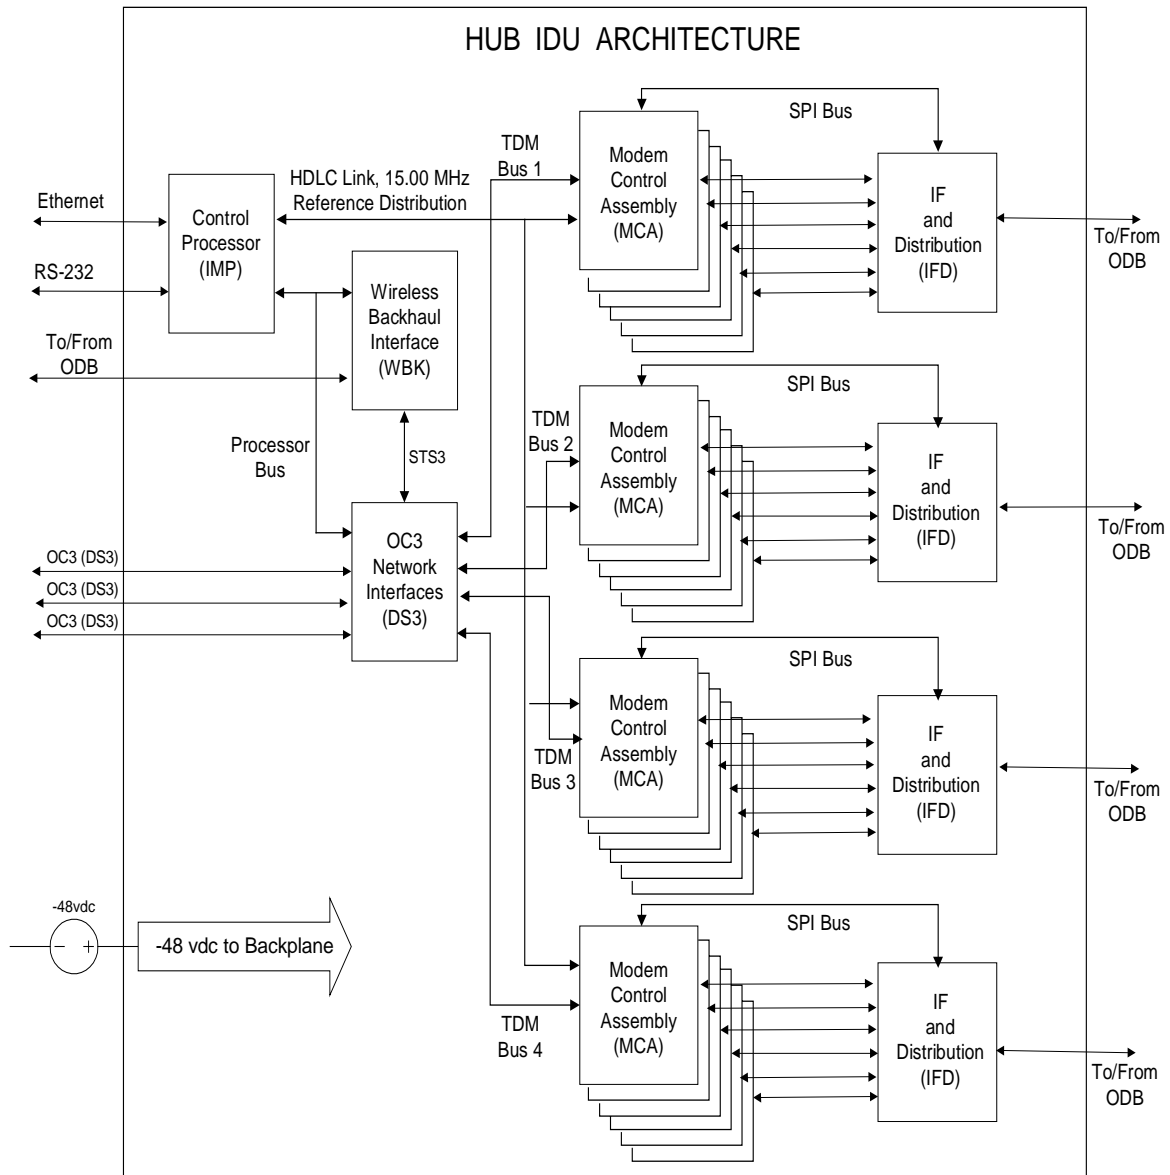 HUB IDU ARCHITECTURE
SPI Bus
TDM
Bus 1
Modem
Control
Assembly
(MCA)
IF
and
Distribution
(IFD)
To/From
ODB
HDLC Link, 15.00 MHz
Reference Distribution
Ethernet
RS-232
Control
Processor
(IMP)
Wireless
Backhaul
Interface
(WBK)
To/From
ODB
Processor
Bus
STS3
SPI Bus
TDM
Bus 2
Modem
Control
Assembly
(MCA)
IF
and
Distribution
(IFD)
To/From
ODB
OC3
Network
Interfaces
(DS3)
OC3 (DS3)
OC3 (DS3)
OC3 (DS3)
SPI Bus
Modem
Control
Assembly
(MCA)
TDM
Bus 3
IF
and
Distribution
(IFD)
To/From
ODB
-48vdc
− +
-48 vdc to Backplane
SPI Bus
Modem
Control
Assembly
(MCA)
TDM
Bus 4
IF
and
Distribution
(IFD)
To/From
ODB